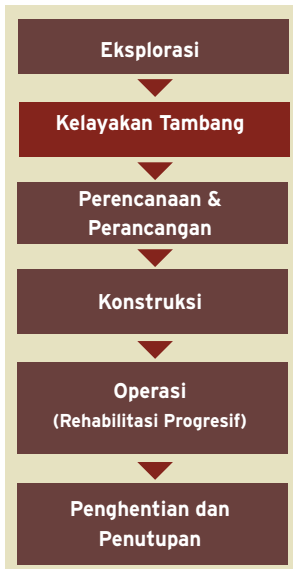 Eksplorasi
Kelayakan Tambang
Perencanaan &
Perancangan
Konstruksi
Operasi
(Rehabilitasi Progresif)
Penghentian dan
Penutupan